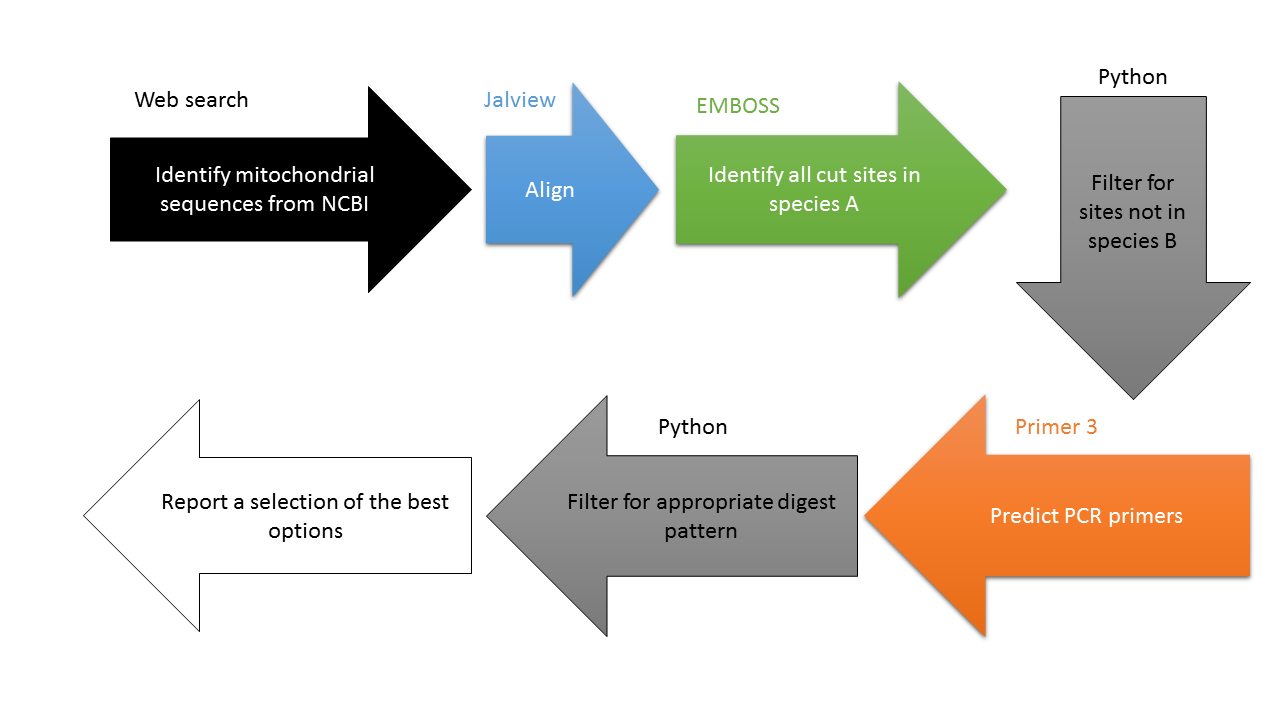 Web search
Identify mitochondrial
sequences from NCBI
Jalview
Align
EMBOSS
Identify all cut sites in
species A
Python
Filter for
sites not in
species B
Primer 3
Predict PCR primers
Python
Filter for appropriate digest
pattern
Report a selection of the best
options